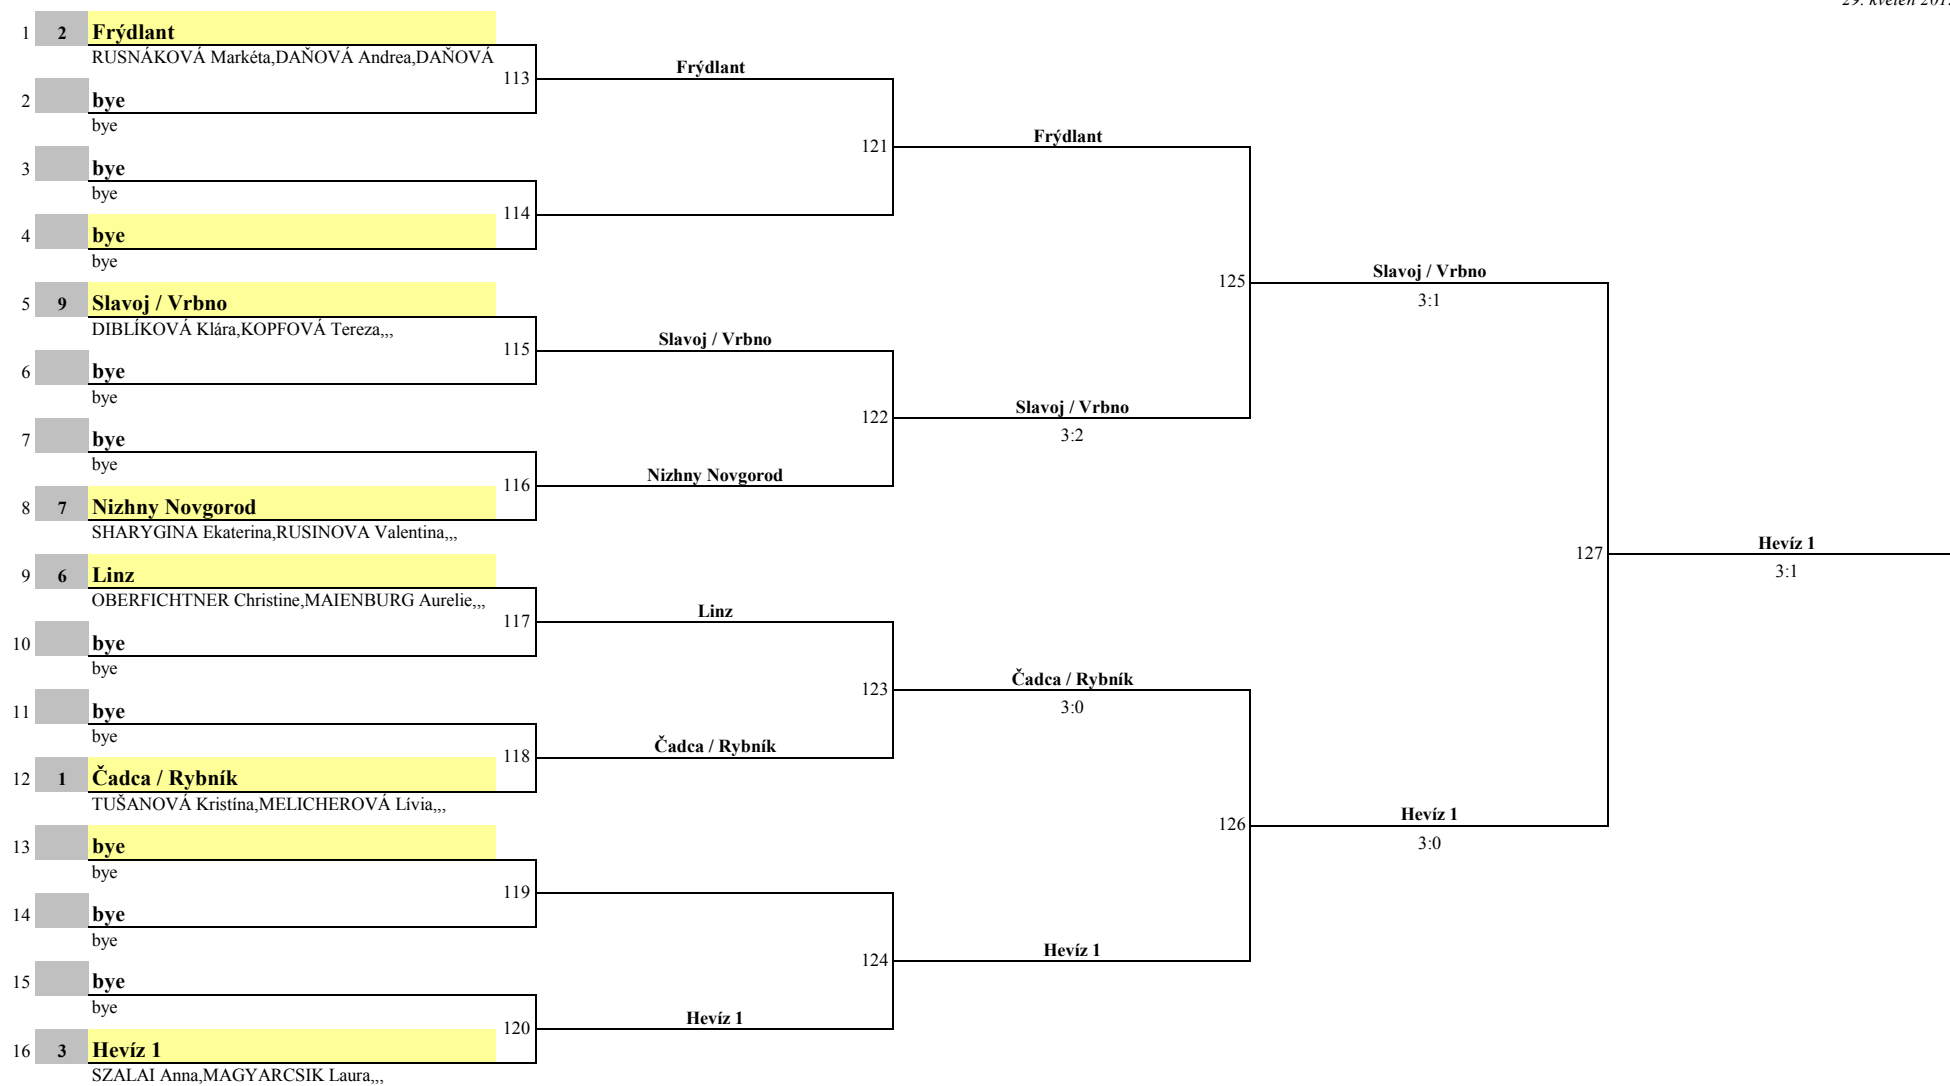 29. květen 201
1 2 Frýdlant
RUSNÁKOVÁ Markéta,DAŇOVÁ Andrea,DAŇOVÁ
113
Frýdlant
2 bye
bye
121
Frýdlant
3 bye
bye
114
4 bye
bye
125
Slavoj / Vrbno
3:1
5 9 Slavoj / Vrbno
DIBLÍKOVÁ Klára,KOPFOVÁ Tereza,,,
115
Slavoj / Vrbno
6 bye
bye
122
Slavoj / Vrbno
3:2
7 bye
bye
116
Nizhny Novgorod
8 7 Nizhny Novgorod
SHARYGINA Ekaterina,RUSINOVA Valentina,,,
127
Hevíz 1
3:1
9 6 Linz
OBERFICHTNER Christine,MAIENBURG Aurelie,,,
117
Linz
10 bye
bye
123
Čadca / Rybník
3:0
11 bye
bye
118
Čadca / Rybník
12 1 Čadca / Rybník
TUŠANOVÁ Kristína,MELICHEROVÁ Lívia,,,
126
Hevíz 1
3:0
13 bye
bye
119
14 bye
bye
124
Hevíz 1
15 bye
bye
120
Hevíz 1
16 3 Hevíz 1
SZALAI Anna,MAGYARCSIK Laura,,,